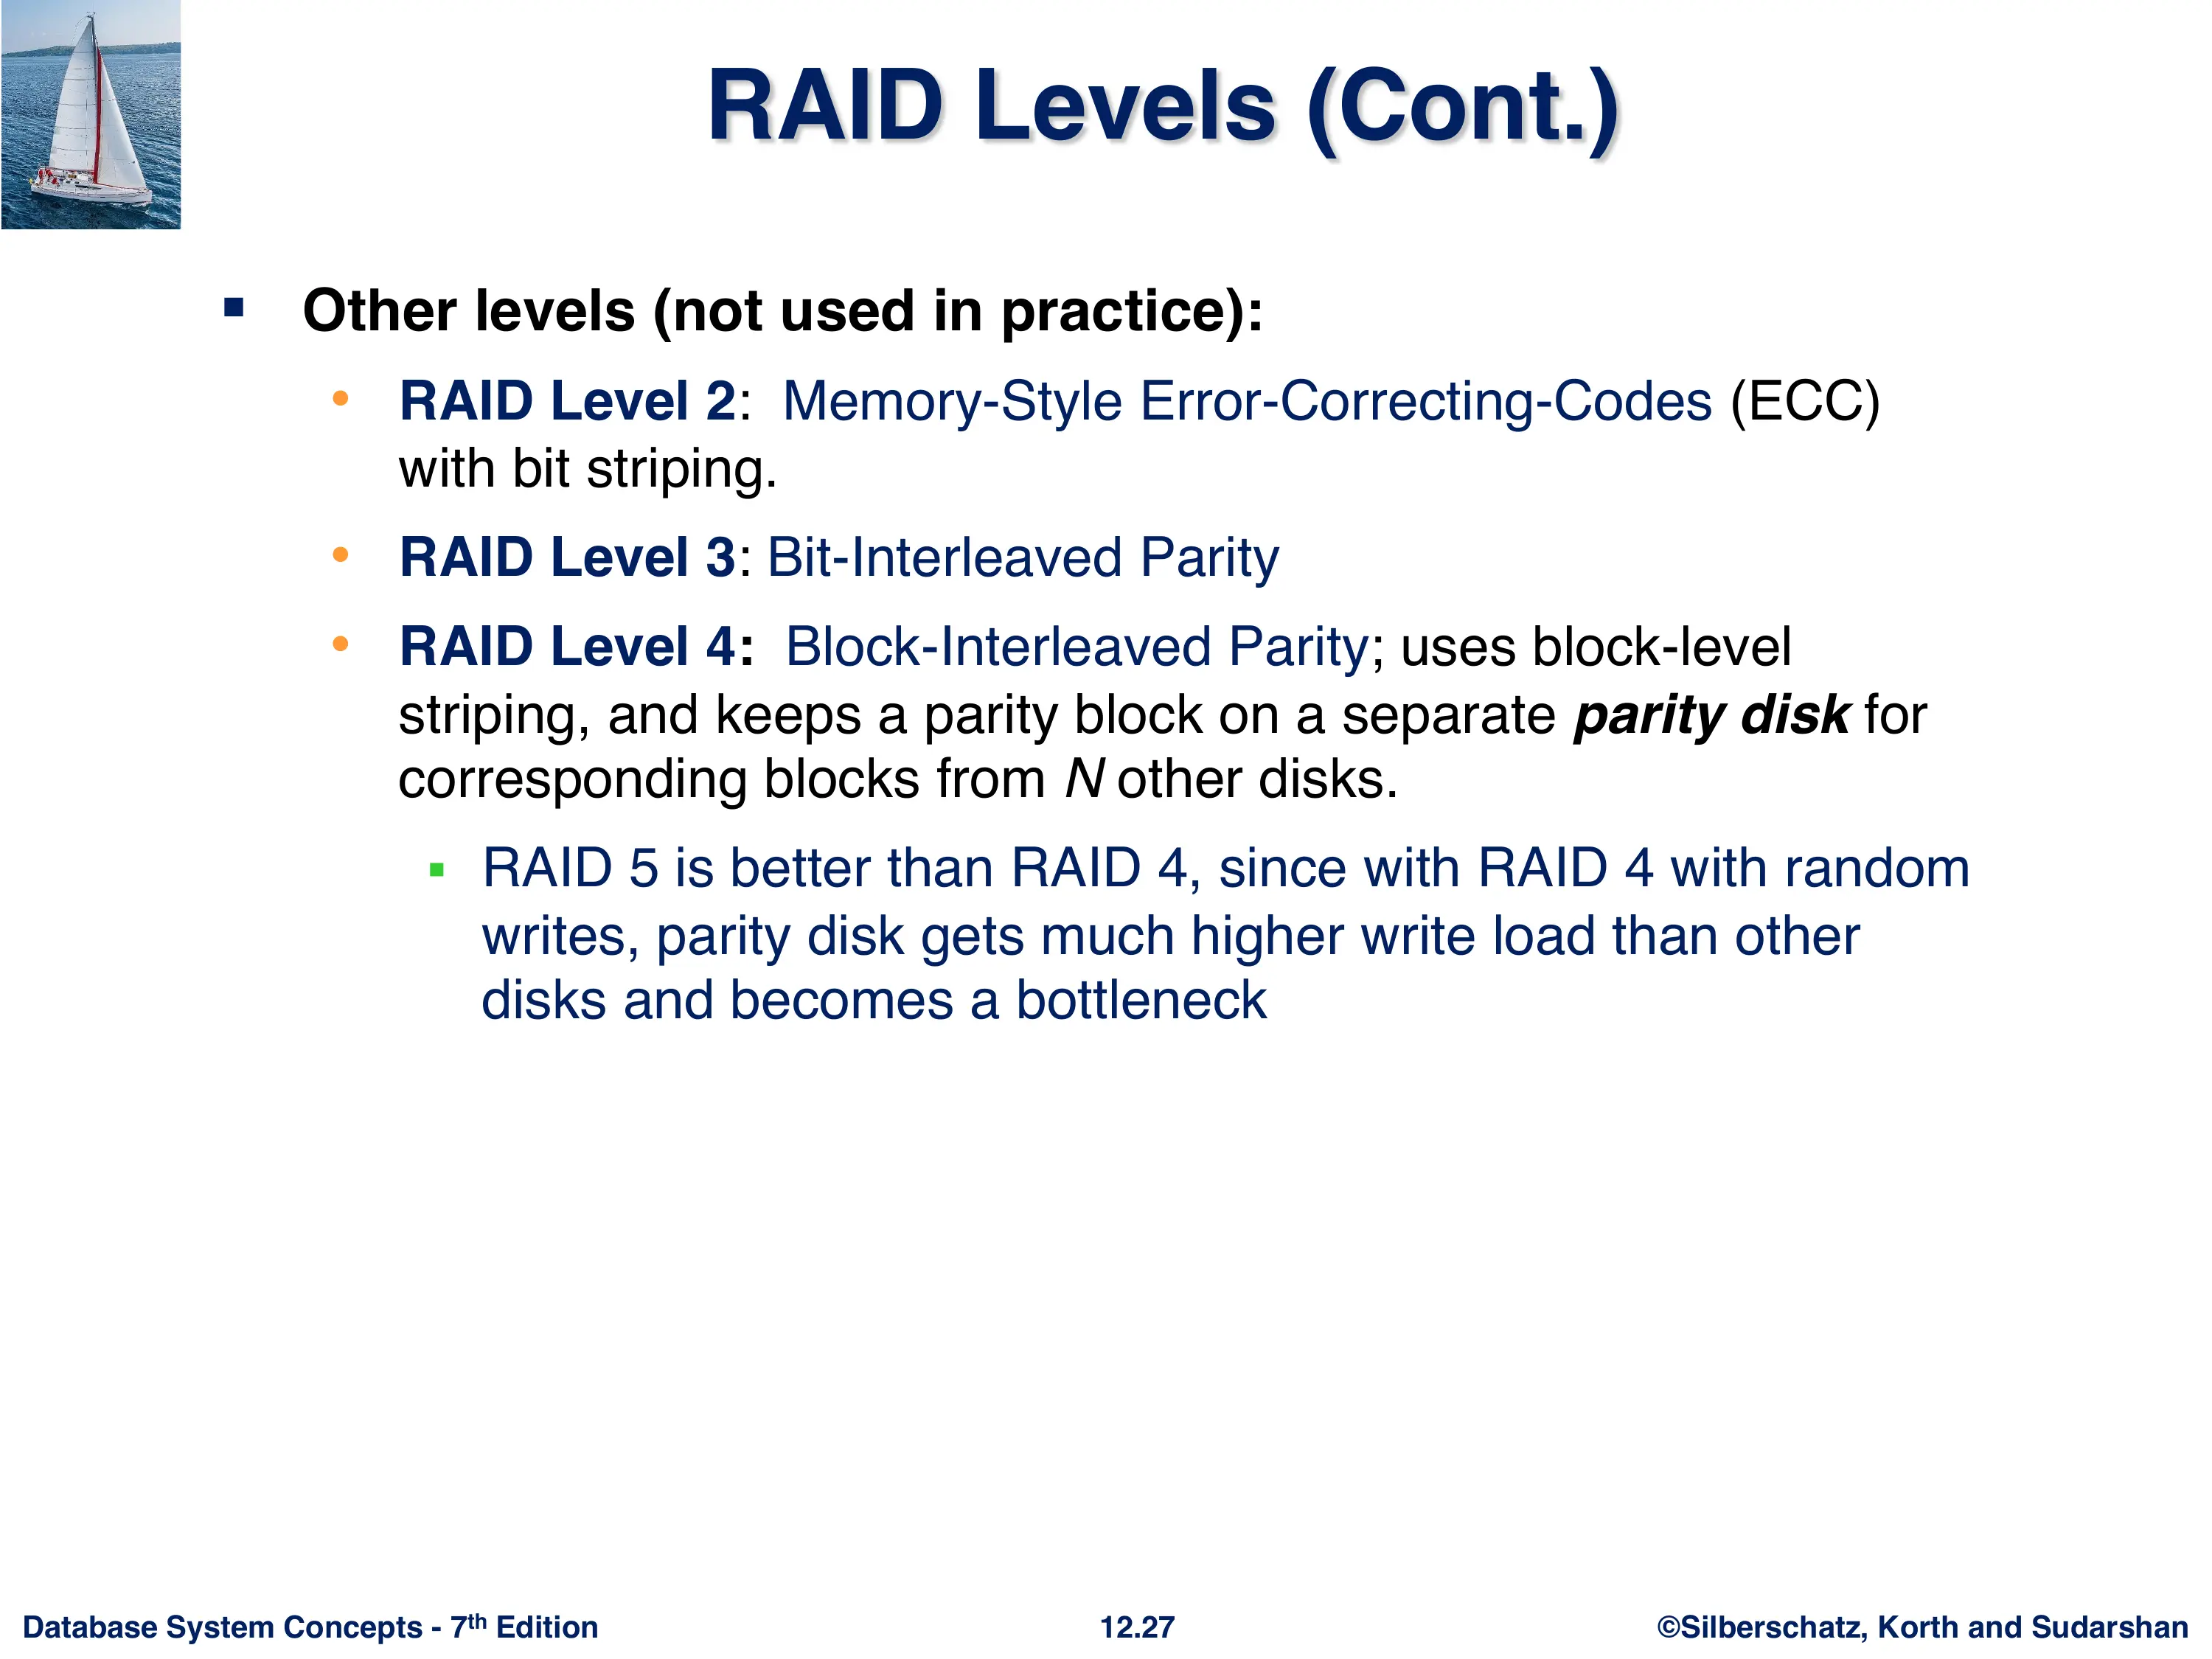 RAID Levels (Cont.)
Other levels (not used in practice):
RAID Level 2:  Memory-Style Error-Correcting-Codes (ECC)
with bit striping.
RAID Level 3: Bit-Interleaved Parity
RAID Level 4:  Block-Interleaved Parity; uses block-level
striping, and keeps a parity block on a separate parity disk for
corresponding blocks from N other disks.
RAID 5 is better than RAID 4, since with RAID 4 with random
writes, parity disk gets much higher write load than other
disks and becomes a bottleneck
Database System Concepts - 7th Edition
12.27
©Silberschatz, Korth and Sudarshan